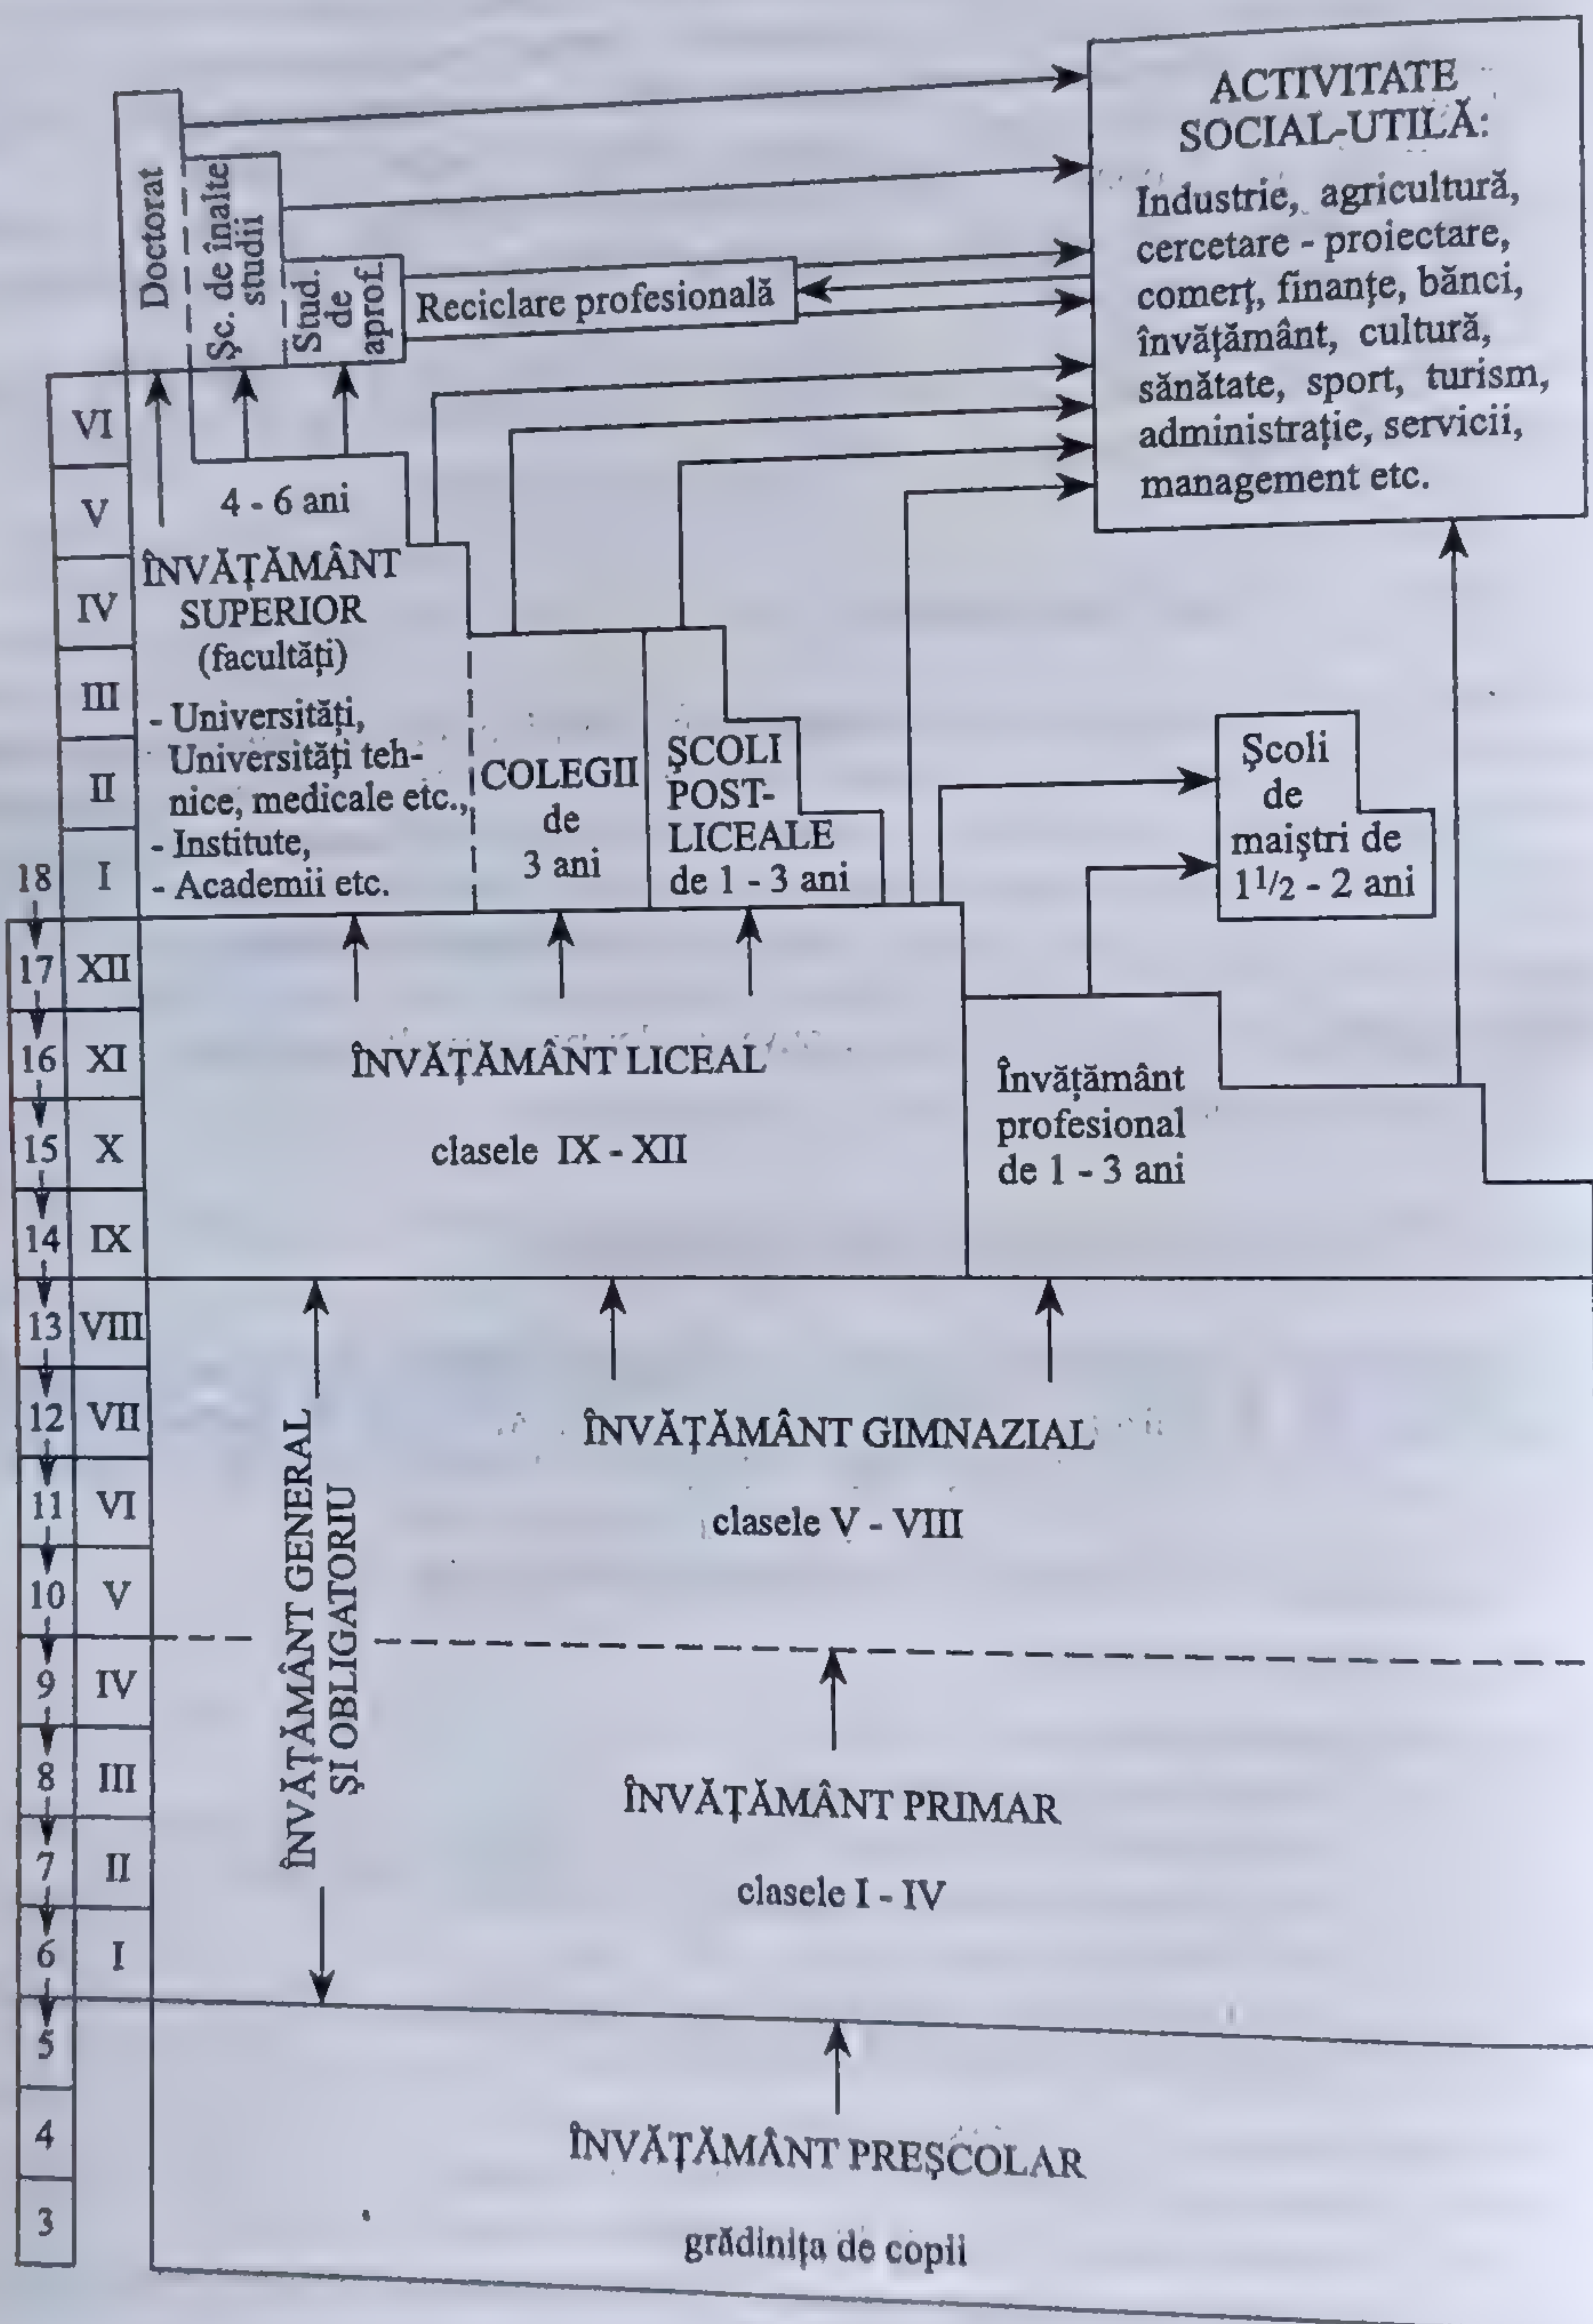 ACTIVITATE
SOCIAL-UTILĂ:
Industrie, agricultură,
cercetare - proiectare,
comerţ, finanţe, bănci,
învăţământ, cultură,
sănătate, sport, turism,
administraţie, servicii,
management etc.
Doctorat
Şc. de înalte
studii
Stud.
de
aprof.
Reciclare profesională
VI
V
IV
III
II
18 I
17 XII
16 XI
15 X
14 IX
13 VIII
12 VII
11 VI
10 V
9 IV
8 III
7 II
6 I
5
4
3
4 - 6 ani
ÎNVĂŢĂMÂNT
SUPERIOR
(facultăţi)
- Universităţi,
Universităţi teh-
nice, medicale etc.,
- Institute,
- Academii etc.
COLEGII
de
3 ani
ŞCOLI
POST-
LICEALE
de 1 - 3 ani
Şcoli
de
maiştri de
1 1/2 - 2 ani
ÎNVĂŢĂMÂNT LICEAL
clasele IX - XII
Învăţământ
profesional
de 1 - 3 ani
ÎNVĂŢĂMÂNT GENERAL
ŞI OBLIGATORIU
ÎNVĂŢĂMÂNT GIMNAZIAL
clasele V - VIII
ÎNVĂŢĂMÂNT PRIMAR
clasele I - IV
ÎNVĂŢĂMÂNT PREŞCOLAR
grădiniţa de copii